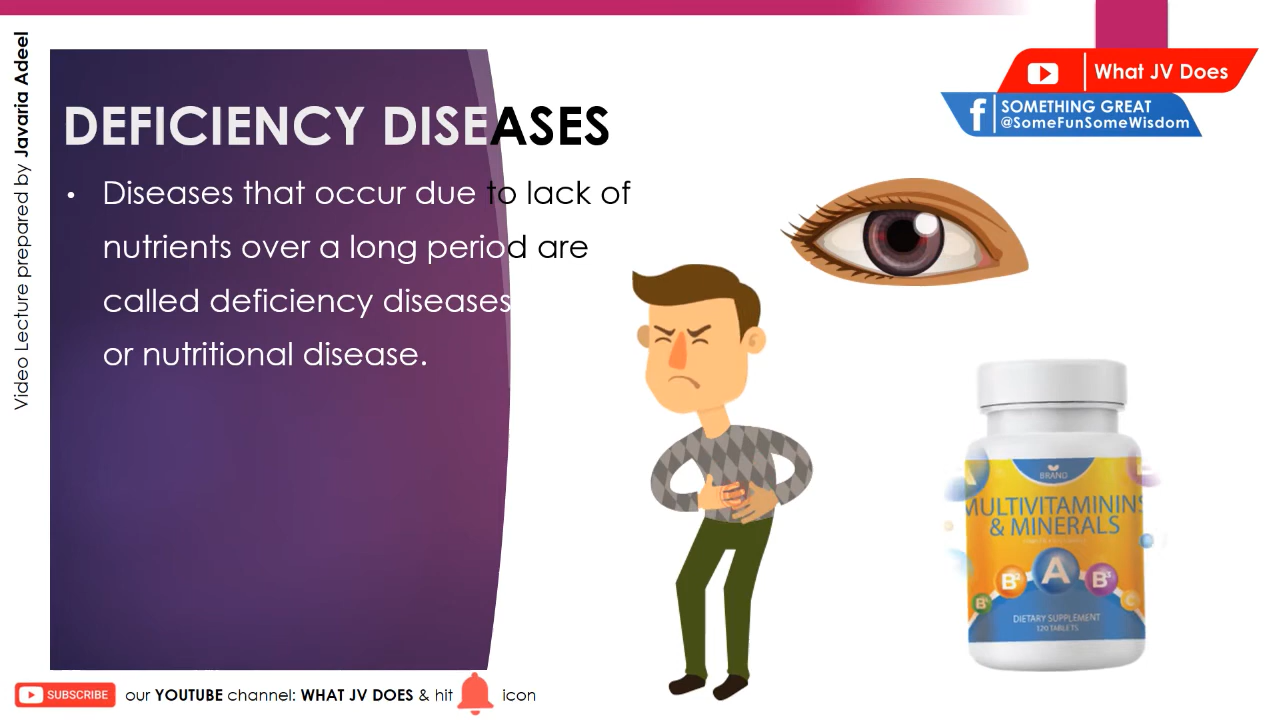 Video Lecture prepared by Javaria Adeel
What JV Does
SOMETHING GREAT
@SomeFunSomeWisdom
DEFICIENCY DISEASES
• Diseases that occur due to lack of
nutrients over a long period are
called deficiency diseases
or nutritional disease.
BRAND
MULTIVITAMININS
& MINERALS
A
B
DIETARY SUPPLEMENT
120 TABLETS
SUBSCRIBE our YOUTUBE channel: WHAT JV DOES & hit icon